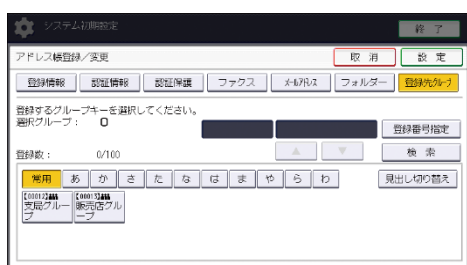 システム初期設定
終 了
アドレス帳登録／変更
取 消
設 定
登録情報
認証情報
認証保護
ファクス
ﾒｰﾙｱﾄﾞﾚｽ
フォルダー
登録先ｸﾞﾙｰﾌﾟ
登録するグループキーを選択してください。
選択グループ： 0
登録番号指定
登録数： 0/100
▲
▼
検 索
常用
あ
か
さ
た
な
は
ま
や
ら
わ
見出し切り替え
【00012】
支局グルー
プ
【00015】
販売店グル
ープ